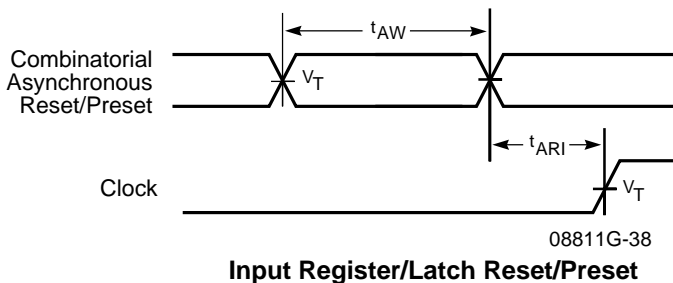 tAW
Combinatorial
Asynchronous
Reset/Preset
VT
tARI
Clock
VT
08811G-38
Input Register/Latch Reset/Preset